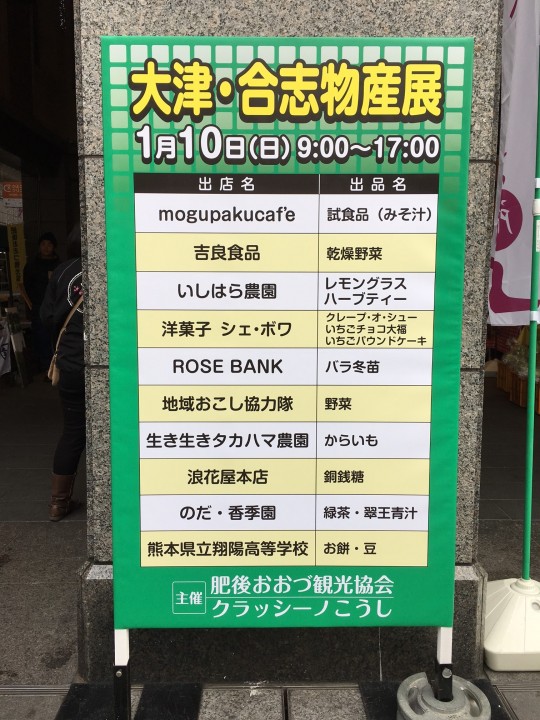 大津・合志物産展
1月10日(日) 9:00〜17:00
出店名 出品名
mogupakucaf'e 試食品（みそ汁）
吉良食品 乾燥野菜
いしはら農園 レモングラス
ハーブティー
洋菓子 シェ・ボワ クレープ・オ・シュー
いちごチョコ大福
いちごパウンドケーキ
ROSE BANK バラ冬苗
地域おこし協力隊 野菜
生き生きタカハマ農園 からいも
浪花屋本店 銅銭糖
のだ・香季園 緑茶・翠王青汁
熊本県立翔陽高等学校 お餅・豆
主催 肥後おおづ観光協会
クラッシーノこうし